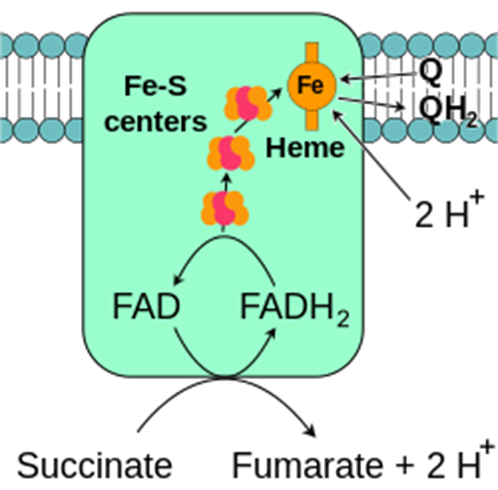 Fe-S
centers
Fe
Q
QH₂
Heme
2 H⁺
FAD
FADH₂
Succinate
Fumarate + 2 H⁺